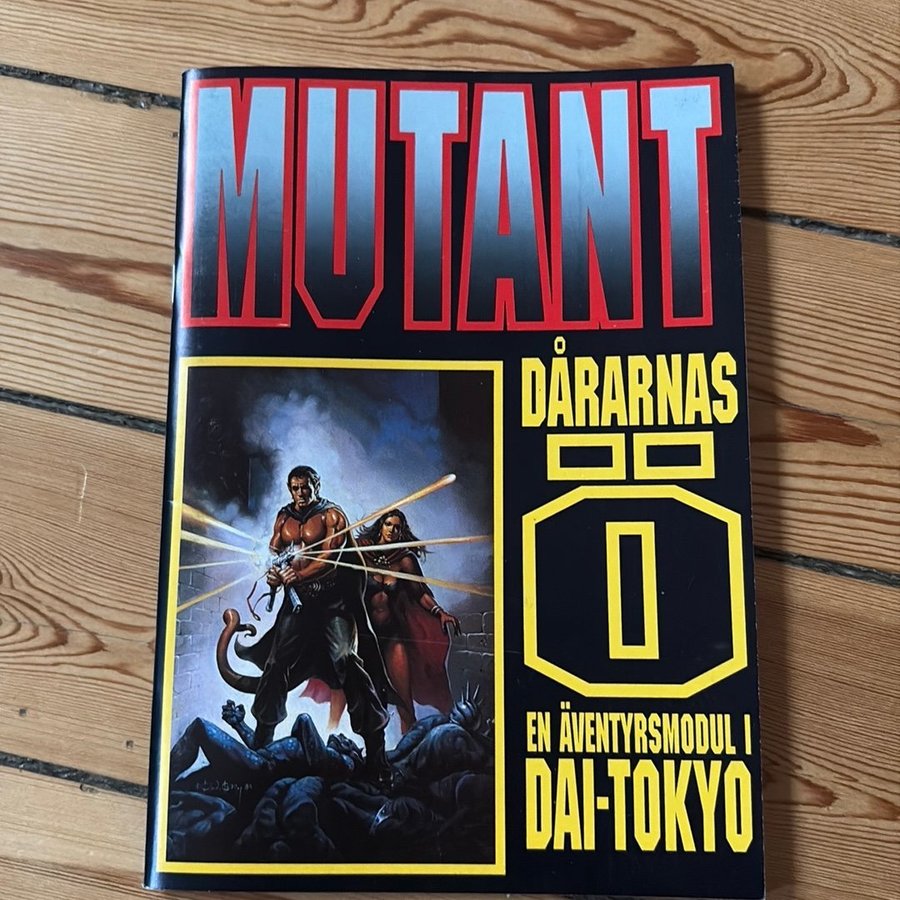 MUTANT
DÅRARNAS
Ö
EN ÄVENTYRSMODUL I
DAI-TOKYO